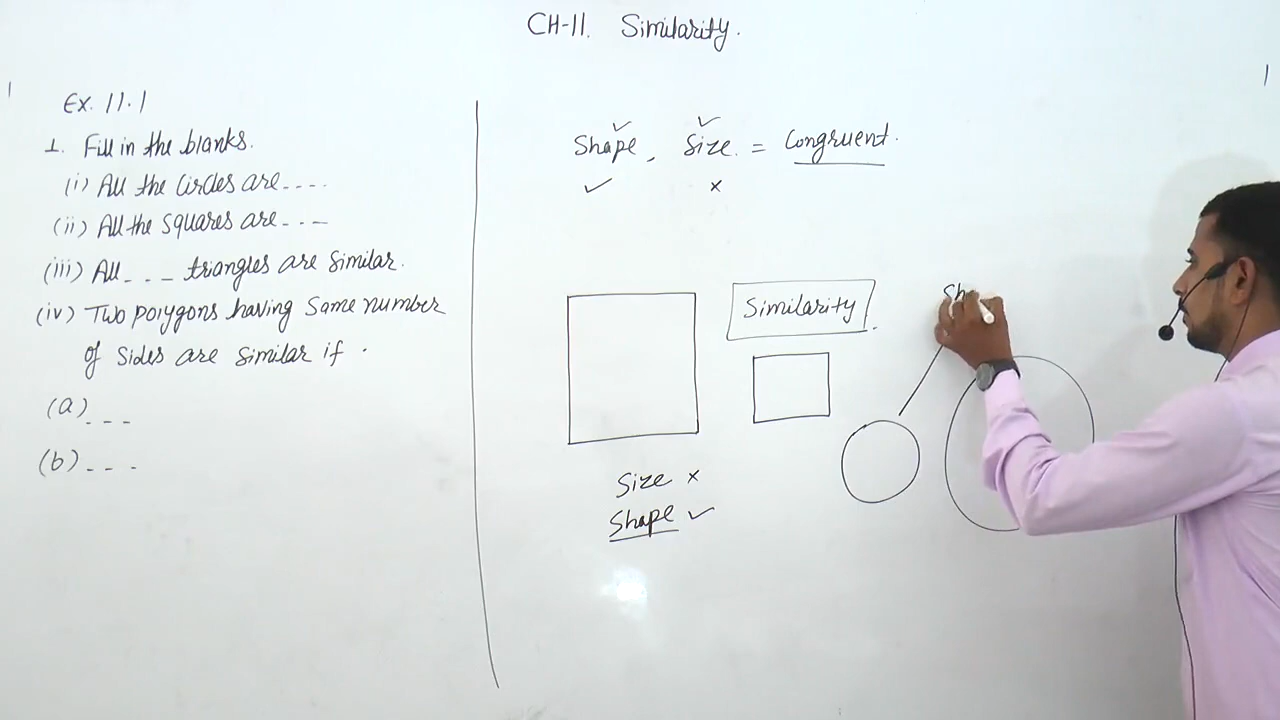 CH-11. Similarity.
Ex. 11.1
1. Fill in the blanks.
(i) All the Circles are....
(ii) All the squares are---
(iii) All--- triangles are similar.
(iv) Two polygons having same number
of sides are similar if .
(a)---
(b)---
Shape, Size. = Congruent.
✓ ×
Similarity.
Size ×
Shape ✓
Sh